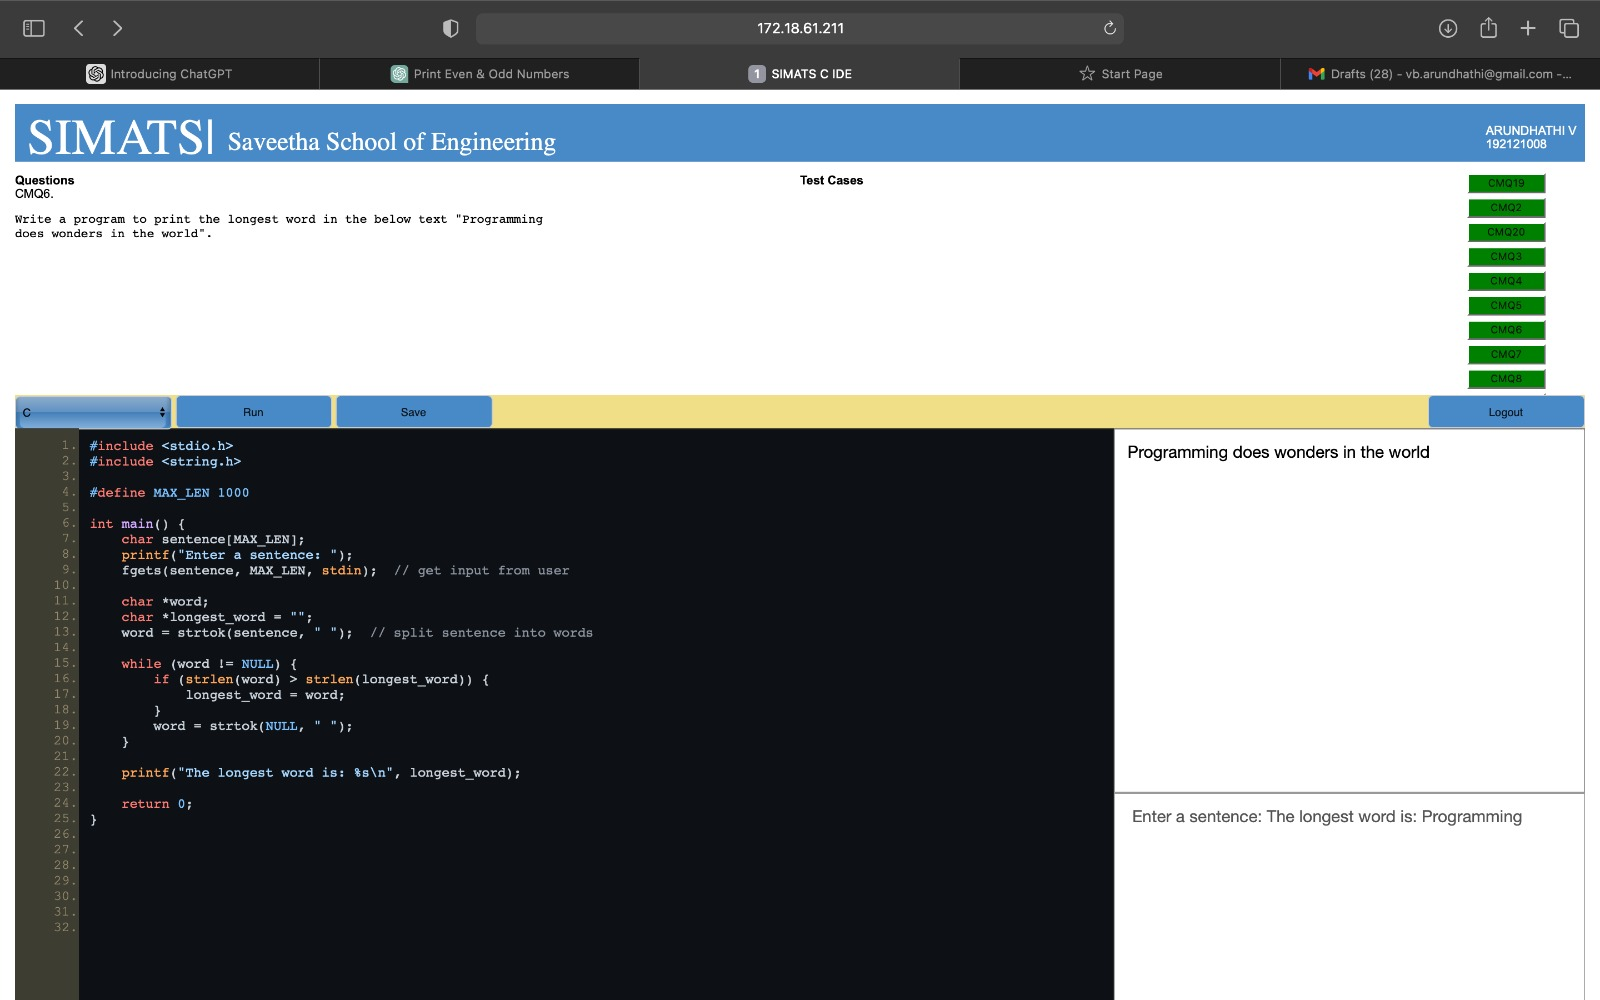 172.18.61.211
Introducing ChatGPT
Print Even & Odd Numbers
1 SIMATS C IDE
Start Page
Drafts (28) - vb.arundhathi@gmail.com -...
SIMATS| Saveetha School of Engineering
ARUNDHATHI V
192121008
Questions
CMQ6.
Write a program to print the longest word in the below text "Programming
does wonders in the world".
Test Cases
CMQ19
CMQ2
CMQ20
CMQ3
CMQ4
CMQ5
CMQ6
CMQ7
CMQ8
C
Run
Save
Logout
1. #include <stdio.h>
2. #include <string.h>
3.
4. #define MAX_LEN 1000
5.
6. int main() {
7.     char sentence[MAX_LEN];
8.     printf("Enter a sentence: ");
9.     fgets(sentence, MAX_LEN, stdin);  // get input from user
10.
11.     char *word;
12.     char *longest_word = "";
13.     word = strtok(sentence, " ");  // split sentence into words
14.
15.     while (word != NULL) {
16.         if (strlen(word) > strlen(longest_word)) {
17.             longest_word = word;
18.         }
19.         word = strtok(NULL, " ");
20.     }
21.
22.     printf("The longest word is: %s\n", longest_word);
23.
24.     return 0;
25. }
26.
27.
28.
29.
30.
31.
32.
Programming does wonders in the world
Enter a sentence: The longest word is: Programming